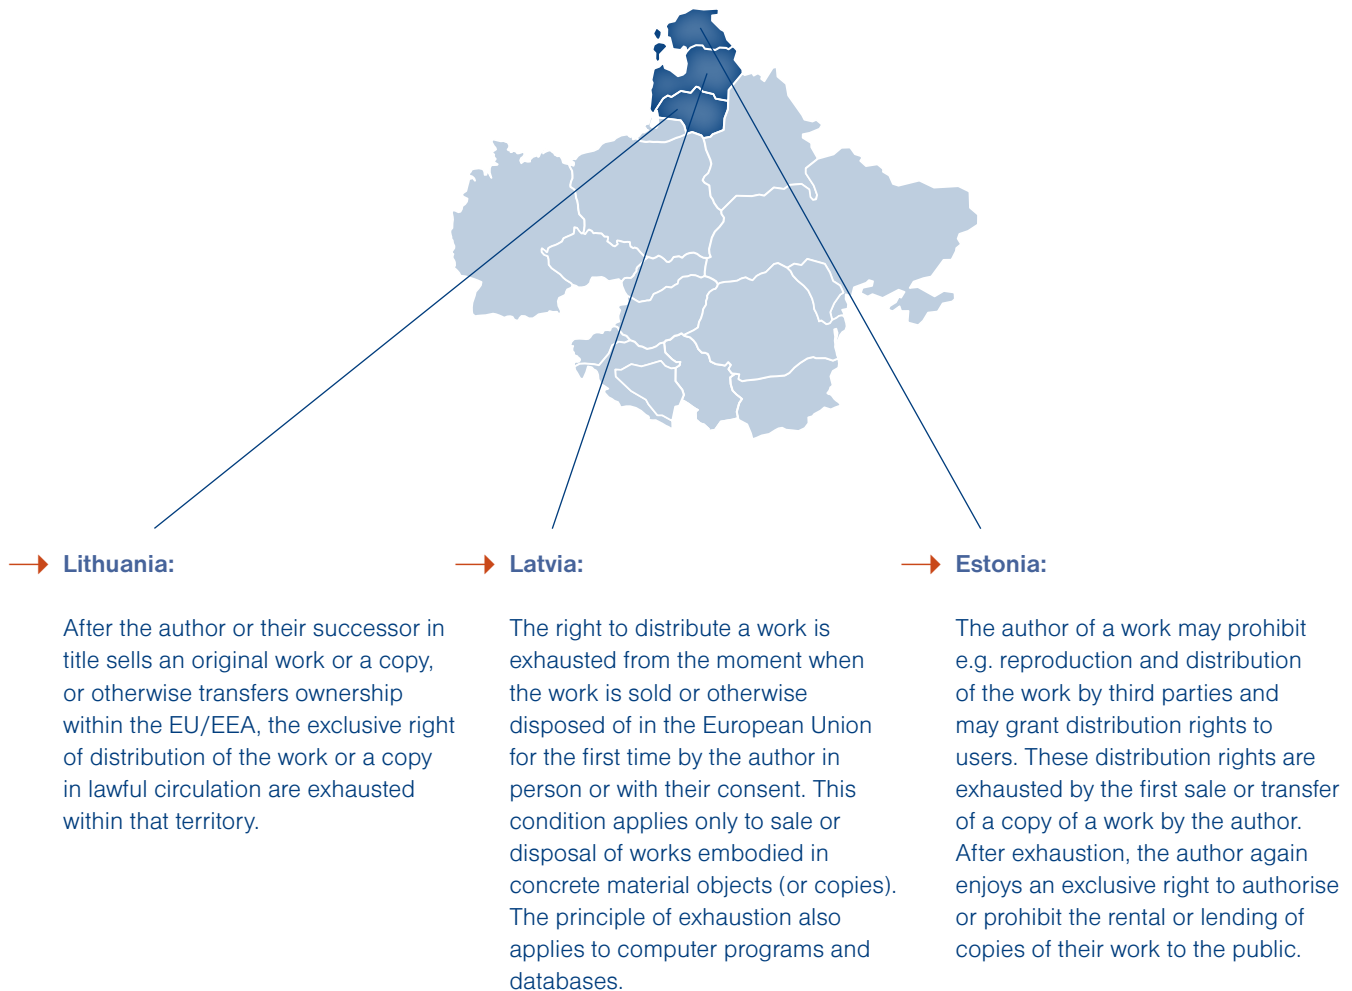 Lithuania:
After the author or their successor in
title sells an original work or a copy,
or otherwise transfers ownership
within the EU/EEA, the exclusive right
of distribution of the work or a copy
in lawful circulation are exhausted
within that territory.
Latvia:
The right to distribute a work is
exhausted from the moment when
the work is sold or otherwise
disposed of in the European Union
for the first time by the author in
person or with their consent. This
condition applies only to sale or
disposal of works embodied in
concrete material objects (or copies).
The principle of exhaustion also
applies to computer programs and
databases.
Estonia:
The author of a work may prohibit
e.g. reproduction and distribution
of the work by third parties and
may grant distribution rights to
users. These distribution rights are
exhausted by the first sale or transfer
of a copy of a work by the author.
After exhaustion, the author again
enjoys an exclusive right to authorise
or prohibit the rental or lending of
copies of their work to the public.